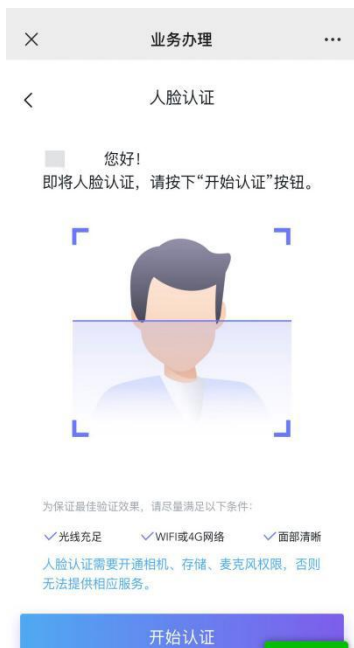 业务办理
人脸认证
您好！
即将人脸认证，请按下“开始认证”按钮。
为保证最佳验证效果，请尽量满足以下条件：
光线充足 WIFI或4G网络 面部清晰
人脸认证需要开通相机、存储、麦克风权限，否则
无法提供相应服务。
开始认证